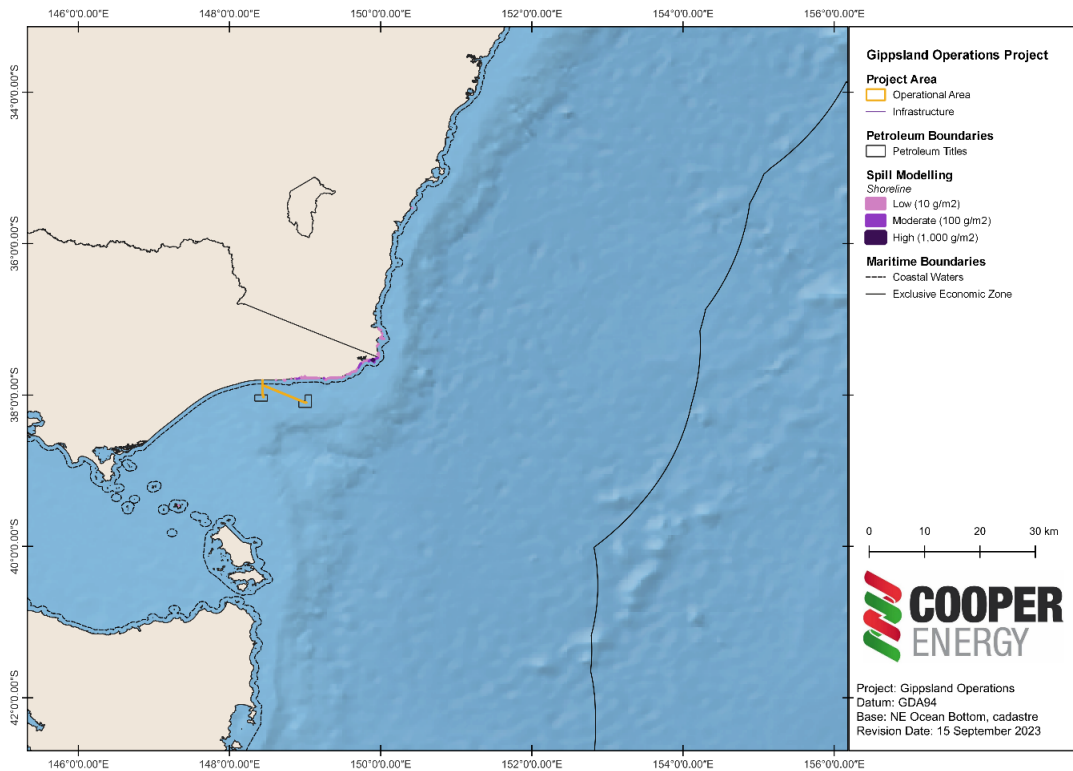 146°0'0.00"E 148°0'0.00"E 150°0'0.00"E 152°0'0.00"E 154°0'0.00"E 156°0'0.00"E
34°0'0.00"S
36°0'0.00"S
38°0'0.00"S
40°0'0.00"S
42°0'0.00"S
146°0'0.00"E 148°0'0.00"E 150°0'0.00"E 152°0'0.00"E 154°0'0.00"E 156°0'0.00"E
Gippsland Operations Project
Project Area
Operational Area
Infrastructure
Petroleum Boundaries
Petroleum Titles
Spill Modelling
Shoreline
Low (10 g/m2)
Moderate (100 g/m2)
High (1.000 g/m2)
Maritime Boundaries
Coastal Waters
Exclusive Economic Zone
0 10 20 30 km
COOPER
ENERGY
Project: Gippsland Operations
Datum: GDA94
Base: NE Ocean Bottom, cadastre
Revision Date: 15 September 2023